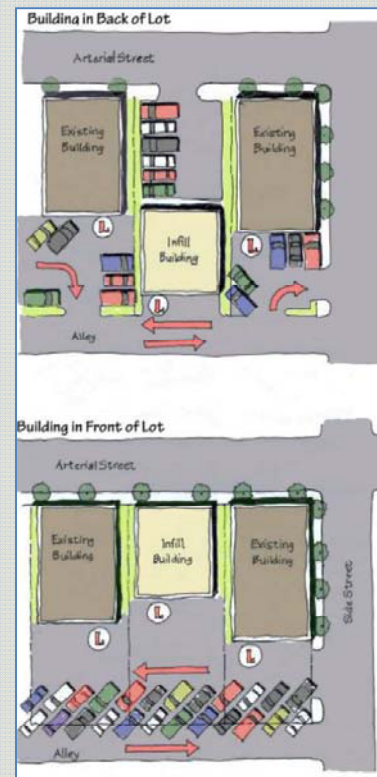 Building in Back of Lot
Arterial Street
Existing
Building
Existing
Building
L
L
Infill
Building
L
Alley
Building in Front of Lot
Arterial Street
Existing
Building
Infill
Building
Existing
Building
Side Street
L
L
L
Alley